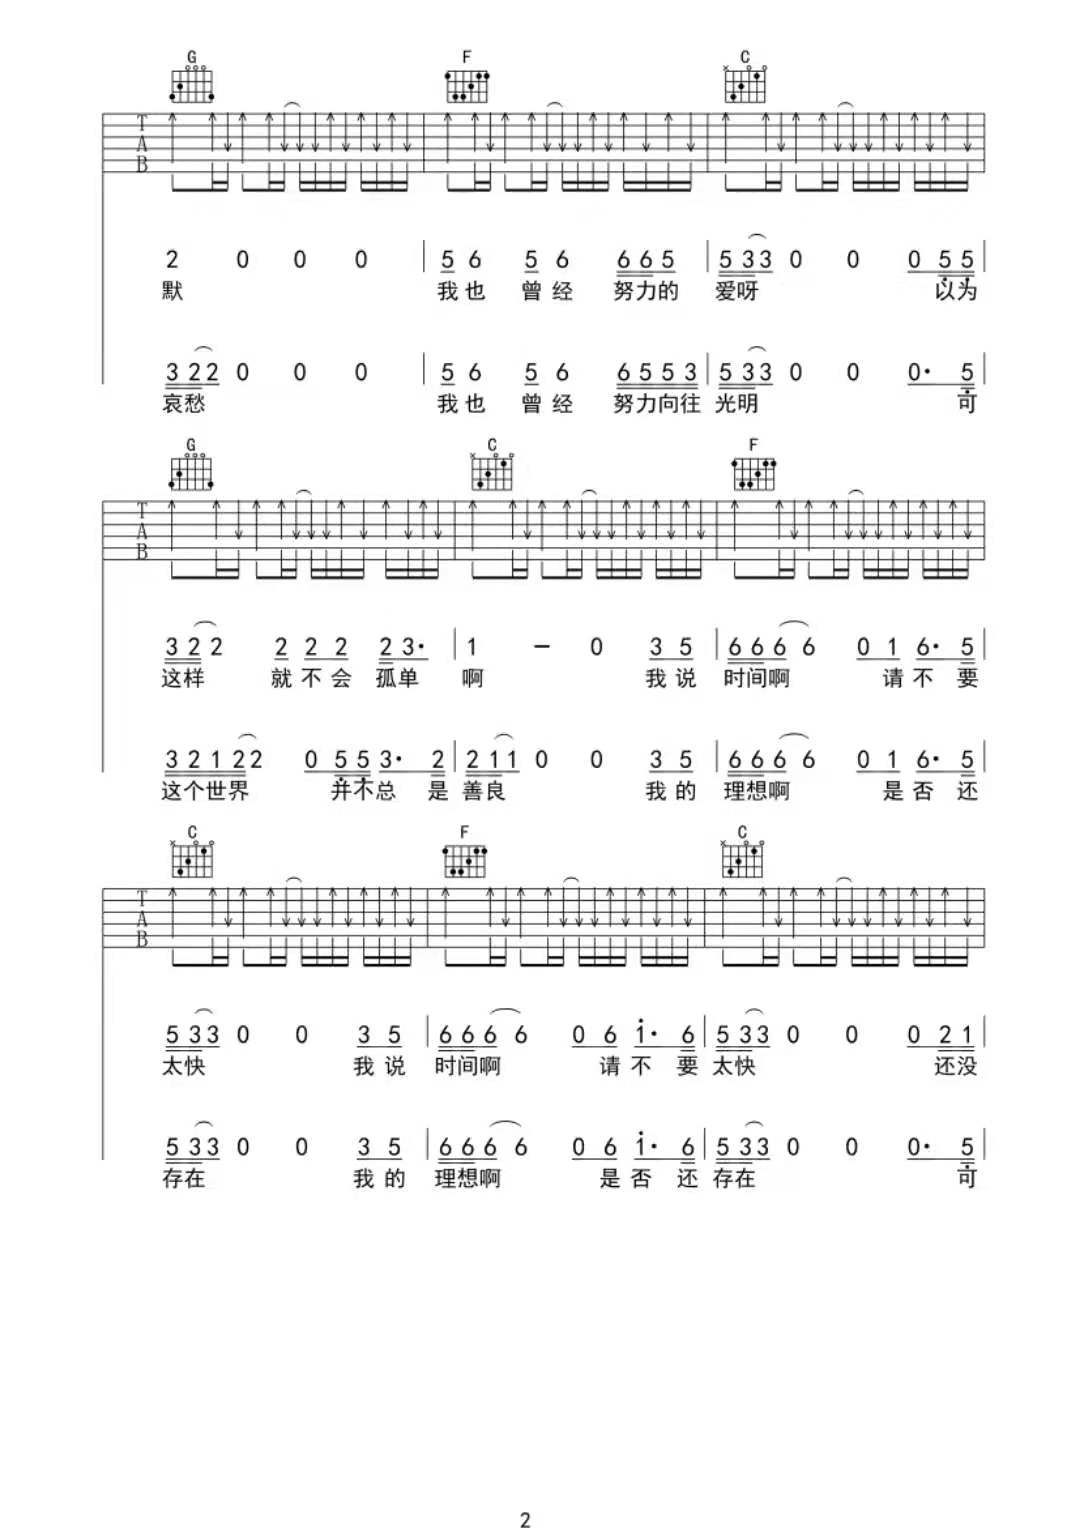 G F C
T
A
B
2 0 0 0 | 5 6 5 6 6 6 5 | 5 3 3 0 0 0 5 5 |
默 我也 曾经 努力的 爱呀 以为
3 2 2 0 0 0 | 5 6 5 6 6 5 5 3 | 5 3 3 0 0 0· 5 |
哀愁 我也 曾经 努力向往 光明 可
G C F
T
A
B
3 2 2 2 2 2 2 3· | 1 - 0 3 5 | 6 6 6 6 0 1 6· 5 |
这样 就不会 孤单 啊 我说 时间啊 请不要
3 2 1 2 2 0 5 5 3· 2 | 2 1 1 0 0 3 5 | 6 6 6 6 0 1 6· 5 |
这个世界 并不总 是 善良 我的 理想啊 是否还
C F C
T
A
B
5 3 3 0 0 3 5 | 6 6 6 6 0 6 1· 6 | 5 3 3 0 0 0 2 1 |
太快 我说 时间啊 请不要 太快 还没
5 3 3 0 0 3 5 | 6 6 6 6 0 6 1· 6 | 5 3 3 0 0 0· 5 |
存在 我的 理想啊 是否还 存在 可
2